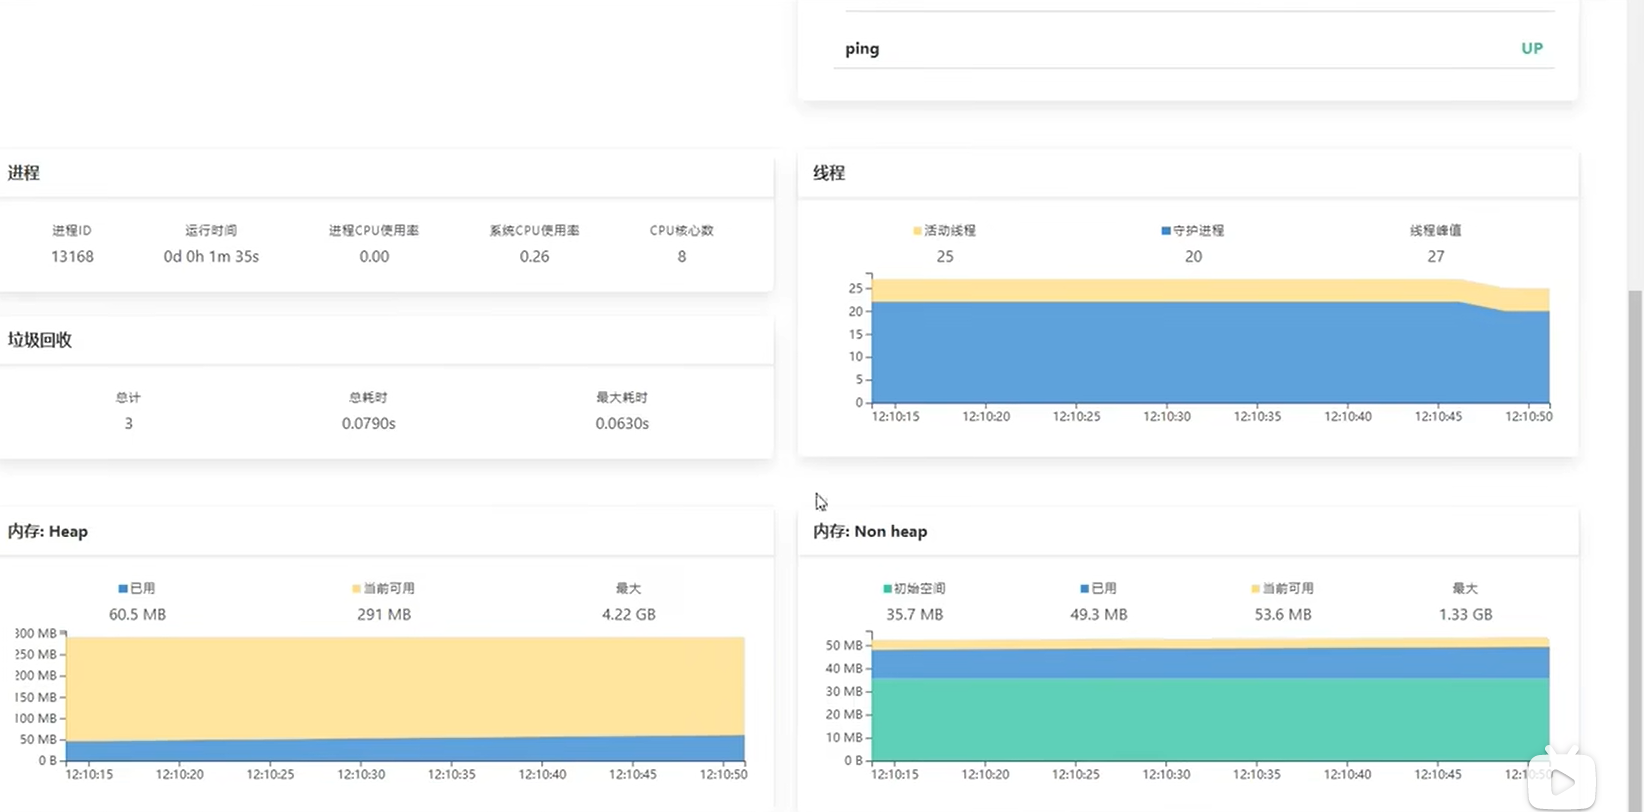 ping UP
进程
进程ID 运行时间 进程CPU使用率 系统CPU使用率 CPU核心数
13168 0d 0h 1m 35s 0.00 0.26 8
垃圾回收
总计 总耗时 最大耗时
3 0.0790s 0.0630s
线程
活动线程 守护进程 线程峰值
25 20 27
25
20
15
10
5
0
12:10:15 12:10:20 12:10:25 12:10:30 12:10:35 12:10:40 12:10:45 12:10:50
内存: Heap
已用 当前可用 最大
60.5 MB 291 MB 4.22 GB
300 MB
250 MB
200 MB
150 MB
100 MB
50 MB
0 B
12:10:15 12:10:20 12:10:25 12:10:30 12:10:35 12:10:40 12:10:45 12:10:50
内存: Non heap
初始空间 已用 当前可用 最大
35.7 MB 49.3 MB 53.6 MB 1.33 GB
50 MB
40 MB
30 MB
20 MB
10 MB
0 B
12:10:15 12:10:20 12:10:25 12:10:30 12:10:35 12:10:40 12:10:45 12:10:50